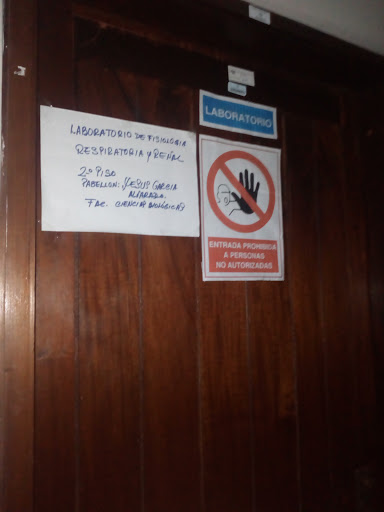 LABORATORIO DE FISIOLOGIA
RESPIRATORIA Y RENAL
2º PISO
PABELLON: JESUS GARCIA
ALVARADO.
FAC. CIENCIAS BIOLÓGICAS
LABORATORIO
ENTRADA PROHIBIDA
A PERSONAS
NO AUTORIZADAS